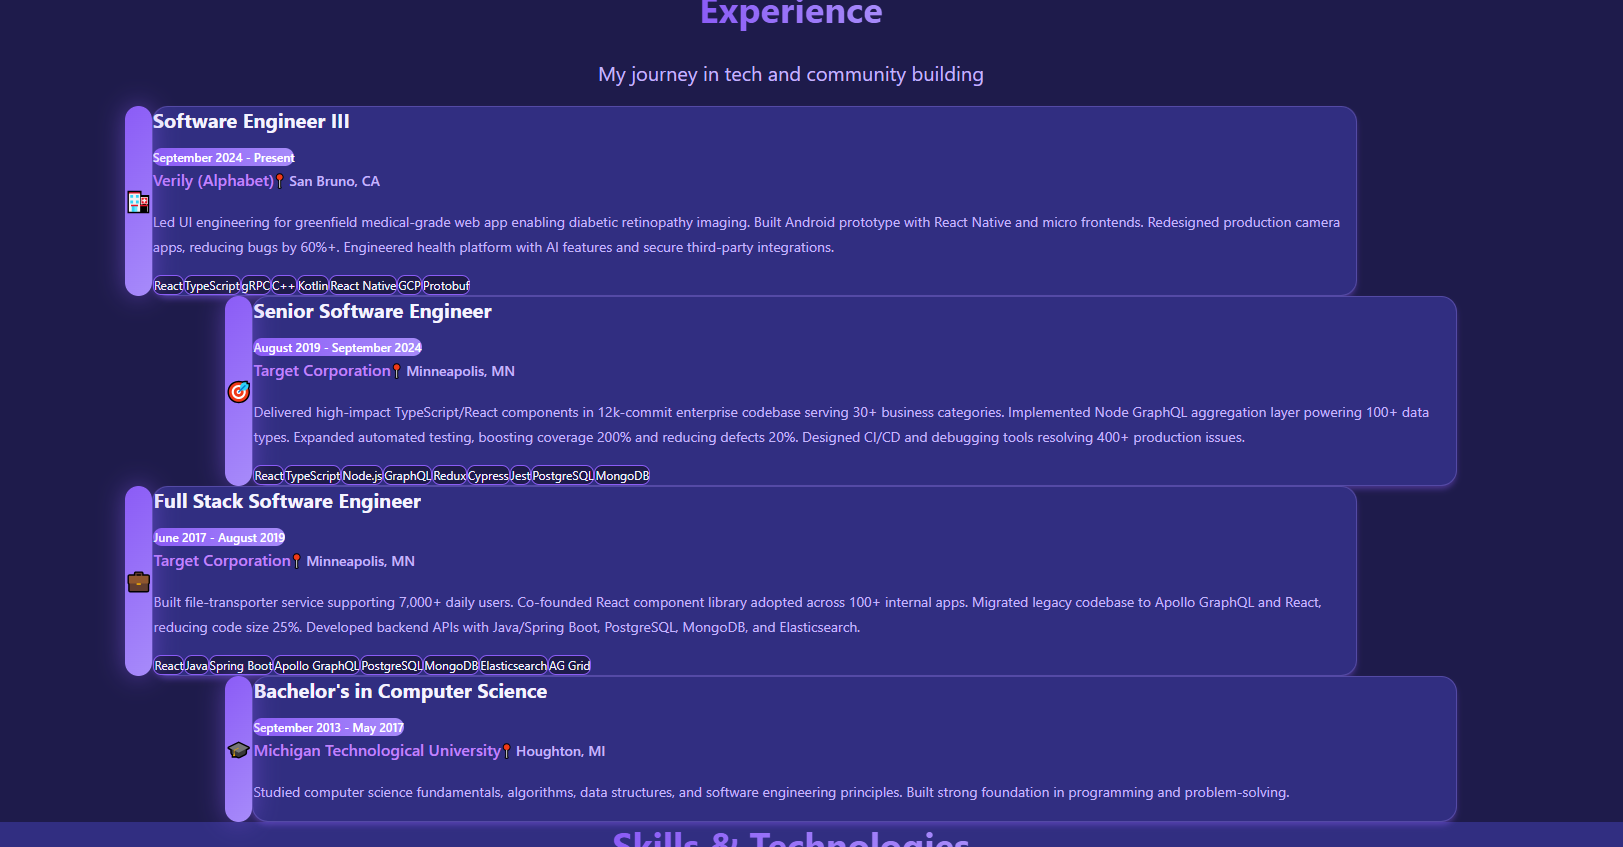 Experience
My journey in tech and community building
Software Engineer III
September 2024 - Present
Verily (Alphabet) San Bruno, CA
Led UI engineering for greenfield medical-grade web app enabling diabetic retinopathy imaging. Built Android prototype with React Native and micro frontends. Redesigned production camera
apps, reducing bugs by 60%+. Engineered health platform with AI features and secure third-party integrations.
React TypeScript gRPC C++ Kotlin React Native GCP Protobuf
Senior Software Engineer
August 2019 - September 2024
Target Corporation Minneapolis, MN
Delivered high-impact TypeScript/React components in 12k-commit enterprise codebase serving 30+ business categories. Implemented Node GraphQL aggregation layer powering 100+ data
types. Expanded automated testing, boosting coverage 200% and reducing defects 20%. Designed CI/CD and debugging tools resolving 400+ production issues.
React TypeScript Node.js GraphQL Redux Cypress Jest PostgreSQL MongoDB
Full Stack Software Engineer
June 2017 - August 2019
Target Corporation Minneapolis, MN
Built file-transporter service supporting 7,000+ daily users. Co-founded React component library adopted across 100+ internal apps. Migrated legacy codebase to Apollo GraphQL and React,
reducing code size 25%. Developed backend APIs with Java/Spring Boot, PostgreSQL, MongoDB, and Elasticsearch.
React Java Spring Boot Apollo GraphQL PostgreSQL MongoDB Elasticsearch AG Grid
Bachelor's in Computer Science
September 2013 - May 2017
Michigan Technological University Houghton, MI
Studied computer science fundamentals, algorithms, data structures, and software engineering principles. Built strong foundation in programming and problem-solving.
Skills & Technologies